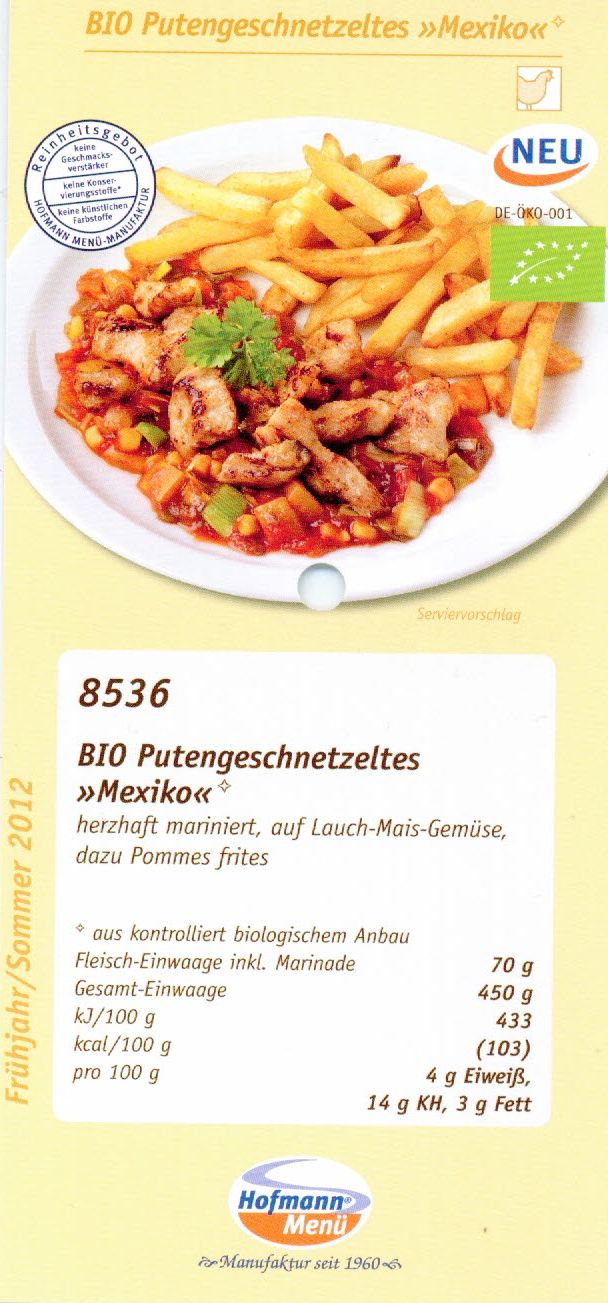 BIO Putengeschnetzeltes »Mexiko«✧
Reinheitsgebot
keine
Geschmacks-
verstärker
keine Konser-
vierungsstoffe*
keine künstlichen
Farbstoffe
HOFMANN MENÜ-MANUFAKTUR
NEU
DE-ÖKO-001
Serviervorschlag
8536
BIO Putengeschnetzeltes
»Mexiko«✧
herzhaft mariniert, auf Lauch-Mais-Gemüse,
dazu Pommes frites
✧ aus kontrolliert biologischem Anbau
Fleisch-Einwaage inkl. Marinade 70 g
Gesamt-Einwaage 450 g
kJ/100 g 433
kcal/100 g (103)
pro 100 g 4 g Eiweiß,
14 g KH, 3 g Fett
Frühjahr/Sommer 2012
Hofmann®
Menü
Manufaktur seit 1960